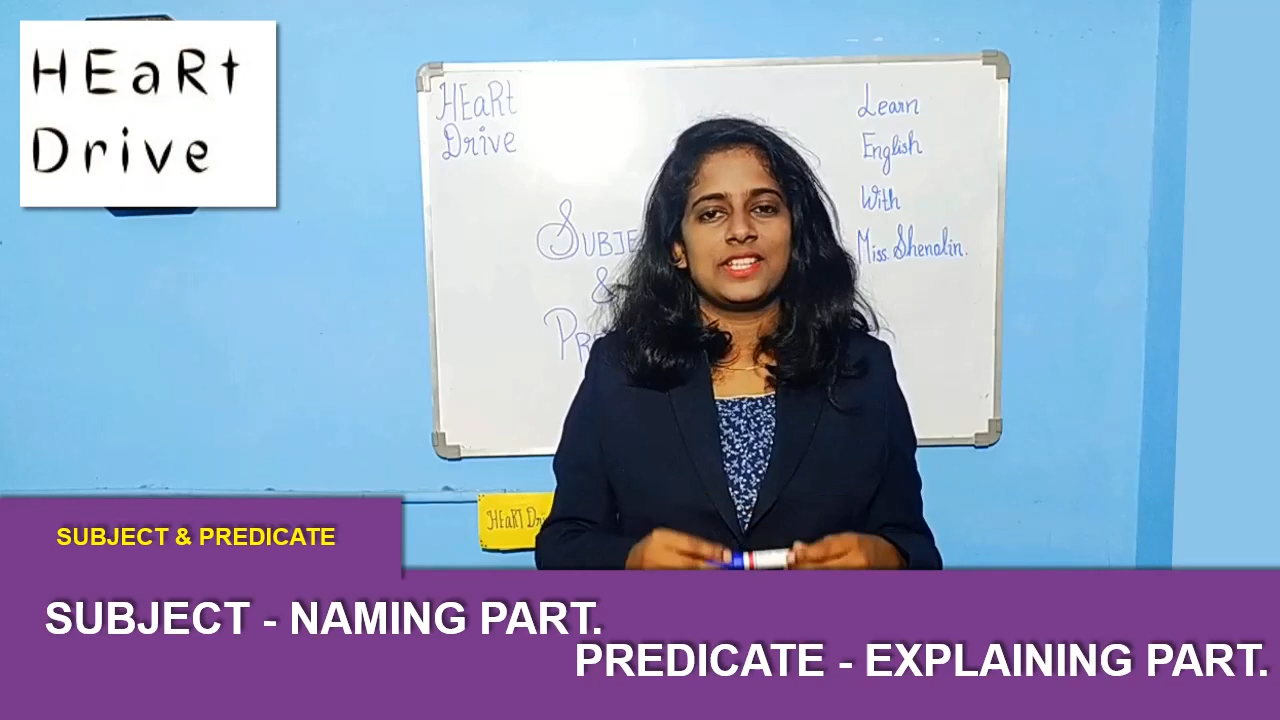 HEaRt
Drive
HEaRt
Drive
Learn
English
With
Miss. Shenalin.
&
SUBJECT & PREDICATE
SUBJECT - NAMING PART.
PREDICATE - EXPLAINING PART.